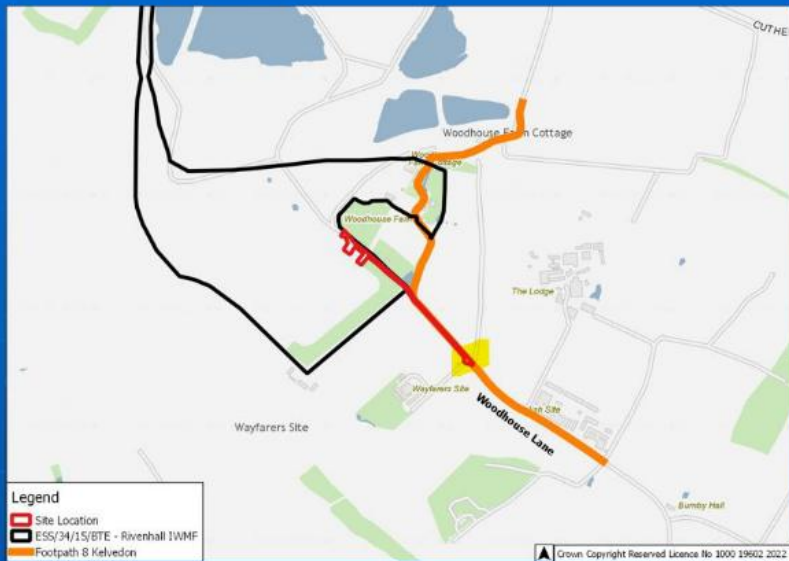 CUTHE
Woodhouse Farm Cottage
Woodhouse Farm
The Lodge
Wayfarers Site
Woodhouse Lane
Wayfarers Site
Bumby Hall
Legend
Site Location
ESS/34/15/BTE - Rivenhall IWMF
Footpath 8 Kelvedon
Crown Copyright Reserved Licence No 1000 19602 2022